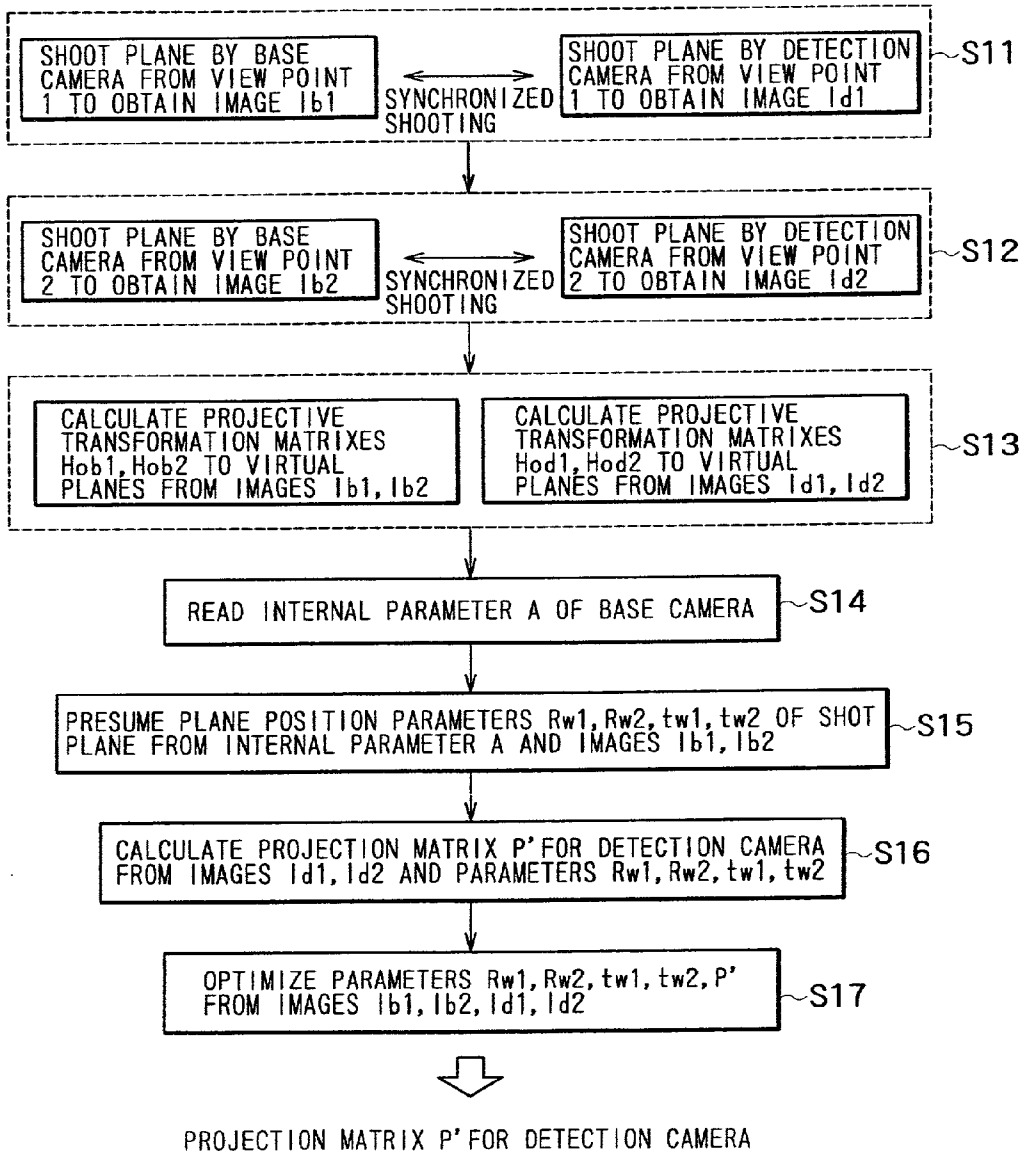 SHOOT PLANE BY BASE
CAMERA FROM VIEW POINT
1 TO OBTAIN IMAGE Ib1
SYNCHRONIZED
SHOOTING
SHOOT PLANE BY DETECTION
CAMERA FROM VIEW POINT
1 TO OBTAIN IMAGE Id1
S11
SHOOT PLANE BY BASE
CAMERA FROM VIEW POINT
2 TO OBTAIN IMAGE Ib2
SYNCHRONIZED
SHOOTING
SHOOT PLANE BY DETECTION
CAMERA FROM VIEW POINT
2 TO OBTAIN IMAGE Id2
S12
CALCULATE PROJECTIVE
TRANSFORMATION MATRIXES
Hob1, Hob2 TO VIRTUAL
PLANES FROM IMAGES Ib1, Ib2
CALCULATE PROJECTIVE
TRANSFORMATION MATRIXES
Hod1, Hod2 TO VIRTUAL
PLANES FROM IMAGES Id1, Id2
S13
READ INTERNAL PARAMETER A OF BASE CAMERA
S14
PRESUME PLANE POSITION PARAMETERS Rw1, Rw2, tw1, tw2 OF SHOT
PLANE FROM INTERNAL PARAMETER A AND IMAGES Ib1, Ib2
S15
CALCULATE PROJECTION MATRIX P' FOR DETECTION CAMERA
FROM IMAGES Id1, Id2 AND PARAMETERS Rw1, Rw2, tw1, tw2
S16
OPTIMIZE PARAMETERS Rw1, Rw2, tw1, tw2, P'
FROM IMAGES Ib1, Ib2, Id1, Id2
S17
PROJECTION MATRIX P' FOR DETECTION CAMERA